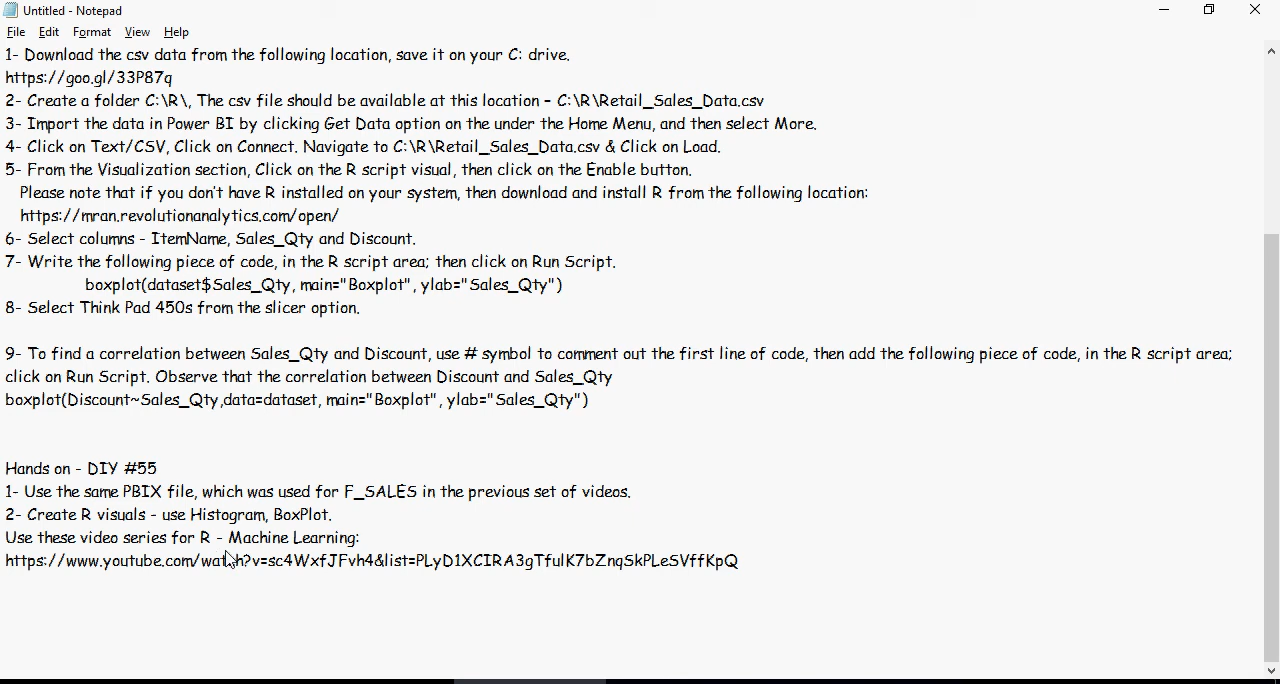 Untitled - Notepad
File Edit Format View Help
1- Download the csv data from the following location, save it on your C: drive.
https://goo.gl/33P87q
2- Create a folder C:\R\, The csv file should be available at this location - C:\R\Retail_Sales_Data.csv
3- Import the data in Power BI by clicking Get Data option on the under the Home Menu, and then select More.
4- Click on Text/CSV, Click on Connect. Navigate to C:\R\Retail_Sales_Data.csv & Click on Load.
5- From the Visualization section, Click on the R script visual, then click on the Enable button.
Please note that if you don't have R installed on your system, then download and install R from the following location:
https://mran.revolutionanalytics.com/open/
6- Select columns - ItemName, Sales_Qty and Discount.
7- Write the following piece of code, in the R script area; then click on Run Script.
boxplot(dataset$Sales_Qty, main="Boxplot", ylab="Sales_Qty")
8- Select Think Pad 450s from the slicer option.
9- To find a correlation between Sales_Qty and Discount, use # symbol to comment out the first line of code, then add the following piece of code, in the R script area;
click on Run Script. Observe that the correlation between Discount and Sales_Qty
boxplot(Discount~Sales_Qty,data=dataset, main="Boxplot", ylab="Sales_Qty")
Hands on - DIY #55
1- Use the same PBIX file, which was used for F_SALES in the previous set of videos.
2- Create R visuals - use Histogram, BoxPlot.
Use these video series for R - Machine Learning:
https://www.youtube.com/watch?v=sc4WxfJFvh4&list=PLyD1XCIRA3gTfulK7bZnqSkPLeSVffKpQ